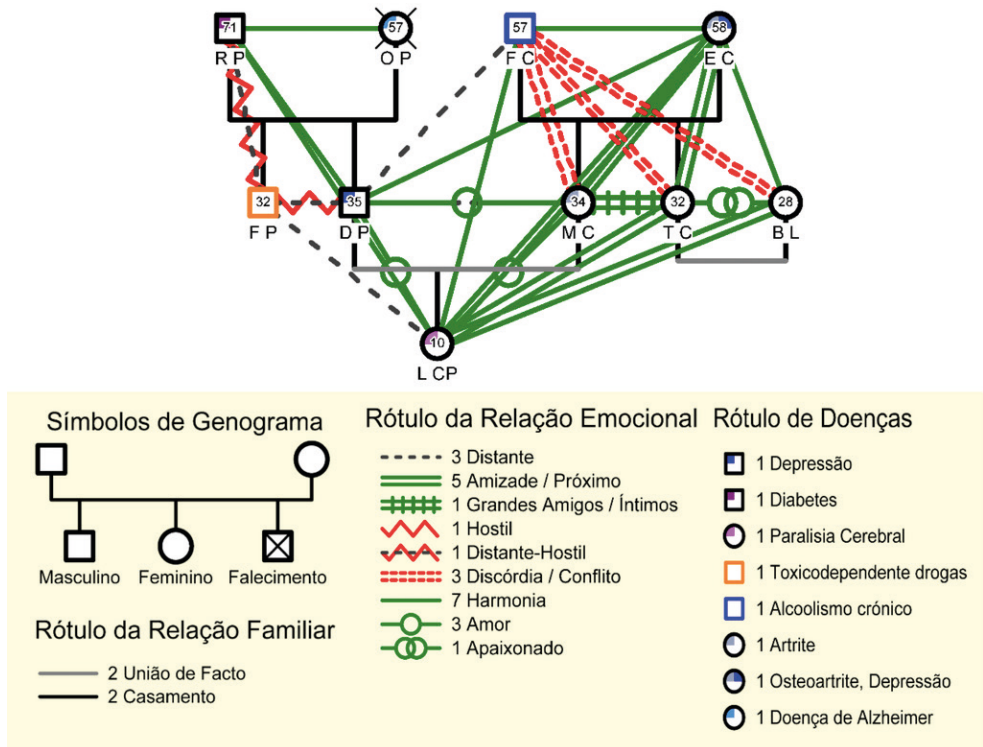 71 57 57 58
R P O P F C E C
32 35 34 32 28
F P D P M C T C B L
10
L CP
Símbolos de Genograma
Masculino Feminino Falecimento
Rótulo da Relação Familiar
2 União de Facto
2 Casamento
Rótulo da Relação Emocional
3 Distante
5 Amizade / Próximo
1 Grandes Amigos / Íntimos
1 Hostil
1 Distante-Hostil
3 Discórdia / Conflito
7 Harmonia
3 Amor
1 Apaixonado
Rótulo de Doenças
1 Depressão
1 Diabetes
1 Paralisia Cerebral
1 Toxicodependente drogas
1 Alcoolismo crónico
1 Artrite
1 Osteoartrite, Depressão
1 Doença de Alzheimer